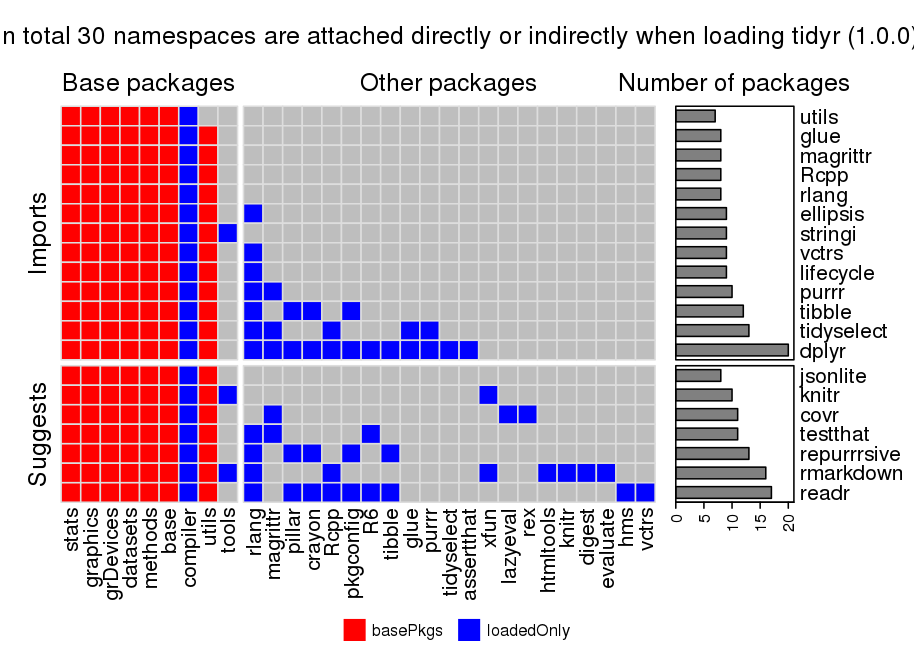 n total 30 namespaces are attached directly or indirectly when loading tidyr (1.0.0)
Base packages
Other packages
Number of packages
Imports
utils
glue
magrittr
Rcpp
rlang
ellipsis
stringi
vctrs
lifecycle
purrr
tibble
tidyselect
dplyr
Suggests
jsonlite
knitr
covr
testthat
repurrrsive
rmarkdown
readr
stats
graphics
grDevices
datasets
methods
base
compiler
utils
tools
rlang
magrittr
pillar
crayon
Rcpp
pkgconfig
R6
tibble
glue
purrr
tidyselect
assertthat
xfun
lazyeval
rex
htmltools
knitr
digest
evaluate
hms
vctrs
0
5
10
15
20
basePkgs
loadedOnly